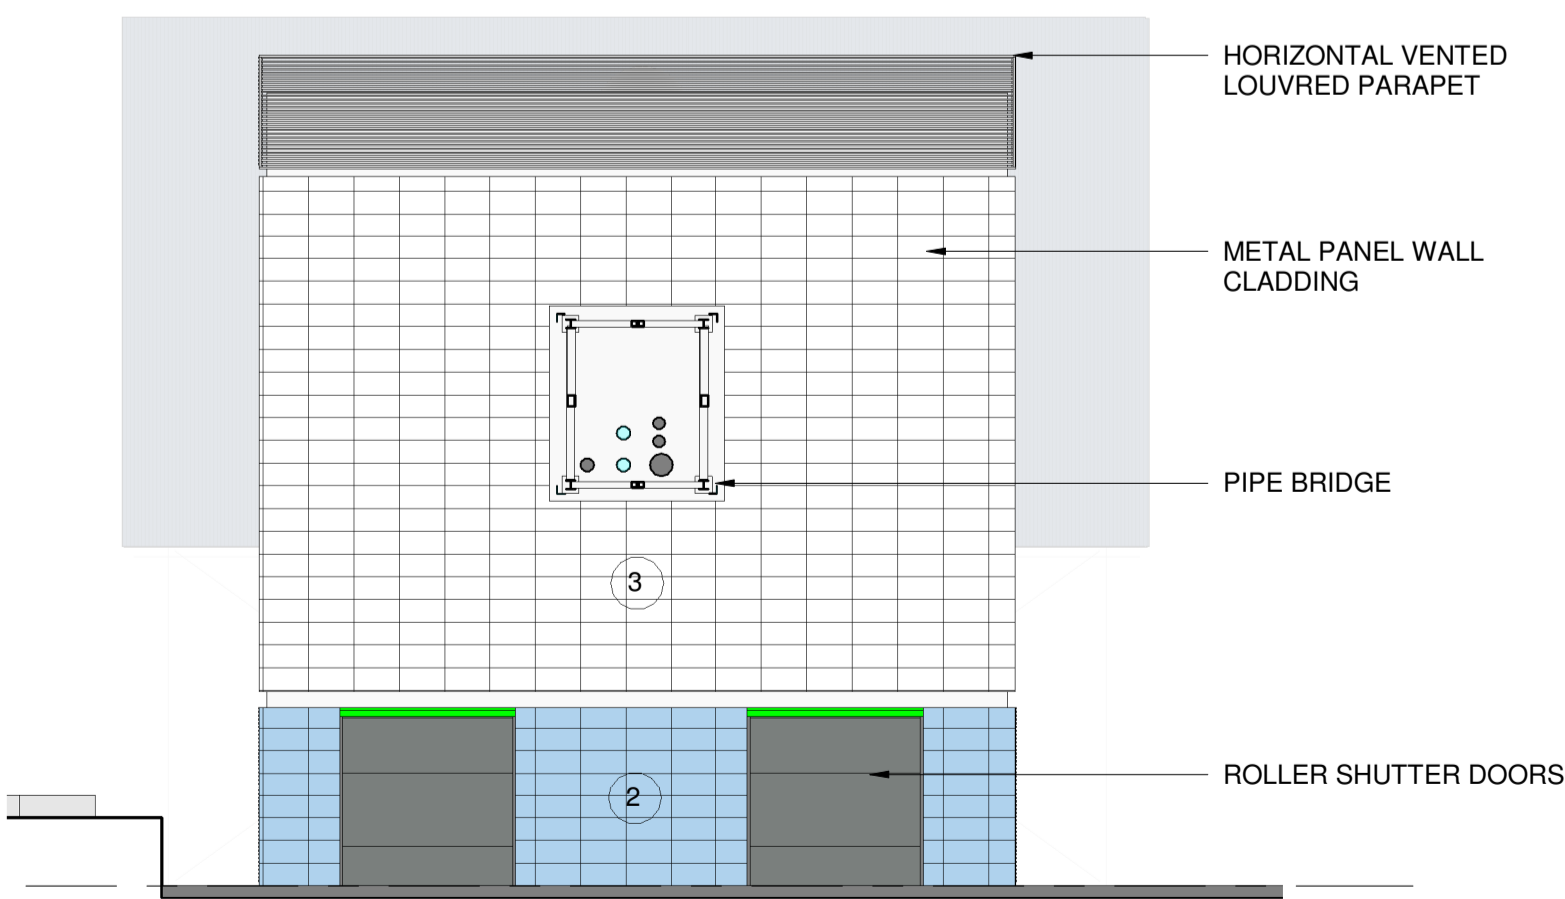 HORIZONTAL VENTED
LOUVRED PARAPET
METAL PANEL WALL
CLADDING
PIPE BRIDGE
3
ROLLER SHUTTER DOORS
2